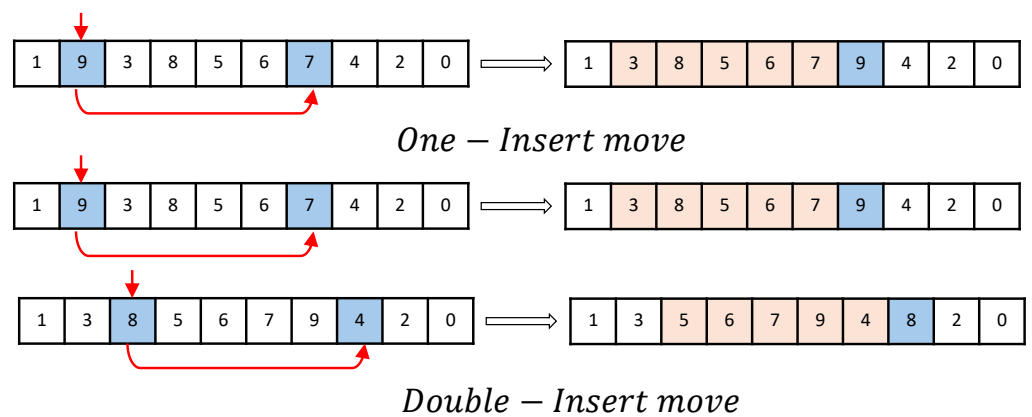 1 9 3 8 5 6 7 4 2 0 1 3 8 5 6 7 9 4 2 0
One – Insert move
1 9 3 8 5 6 7 4 2 0 1 3 8 5 6 7 9 4 2 0
1 3 8 5 6 7 9 4 2 0 1 3 5 6 7 9 4 8 2 0
Double – Insert move